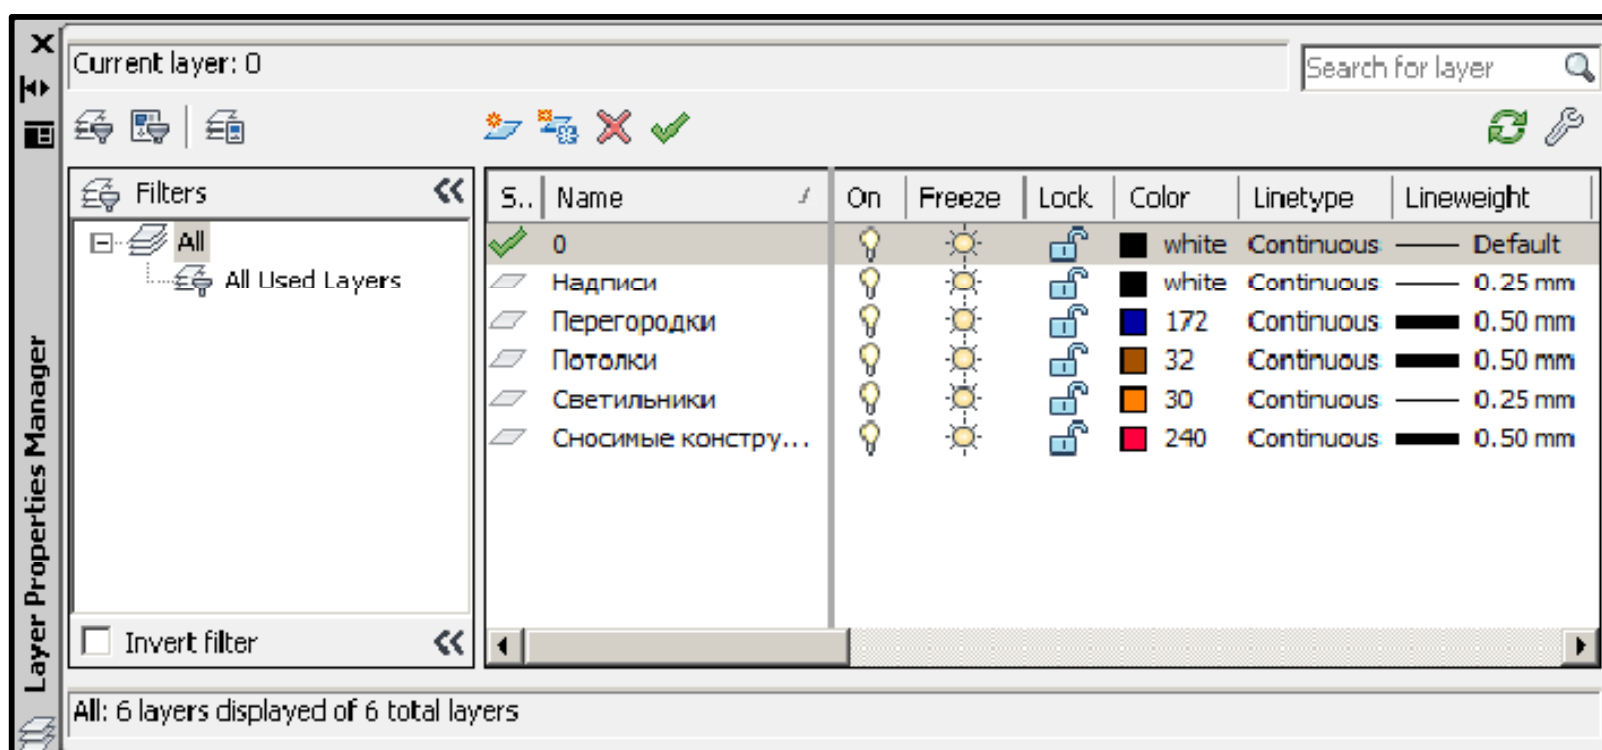 Current layer: 0
Search for layer
Filters
S.. Name On Freeze Lock Color Linetype Lineweight
All
All Used Layers
0 white Continuous Default
Надписи white Continuous 0.25 mm
Перегородки 172 Continuous 0.50 mm
Потолки 32 Continuous 0.50 mm
Светильники 30 Continuous 0.25 mm
Сносимые констру... 240 Continuous 0.50 mm
Invert filter
All: 6 layers displayed of 6 total layers
Layer Properties Manager